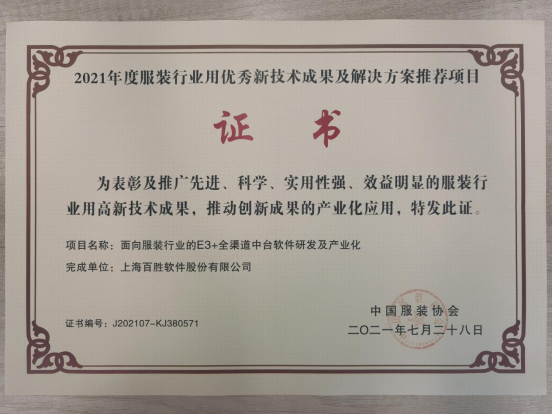 2021年度服装行业用优秀新技术成果及解决方案推荐项目
证书
为表彰及推广先进、科学、实用性强、效益明显的服装行
业用高新技术成果，推动创新成果的产业化应用，特发此证。
项目名称：面向服装行业的E3+全渠道中台软件研发及产业化
完成单位：上海百胜软件股份有限公司
中国服装协会
证书编号：J202107-KJ380571
二〇二一年七月二十八日